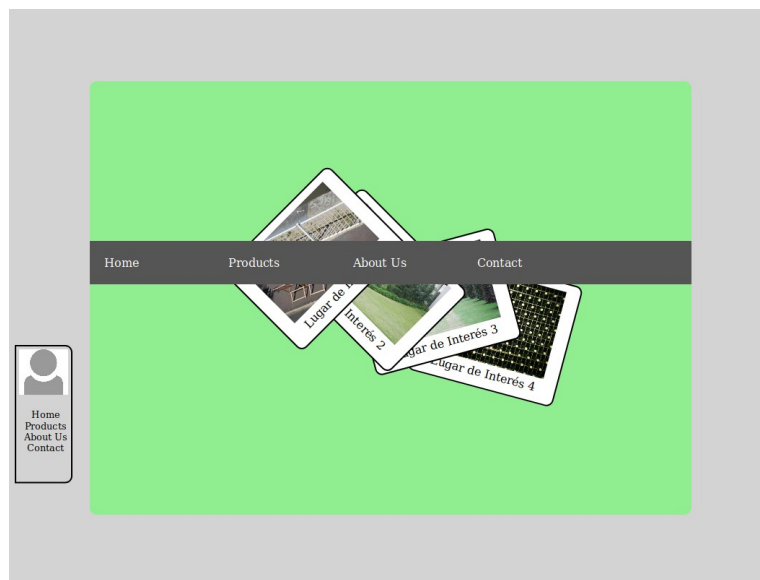 Home Products About Us Contact
Lugar de
Interés 2
de Interés 3
Lugar de Interés 4
Home
Products
About Us
Contact